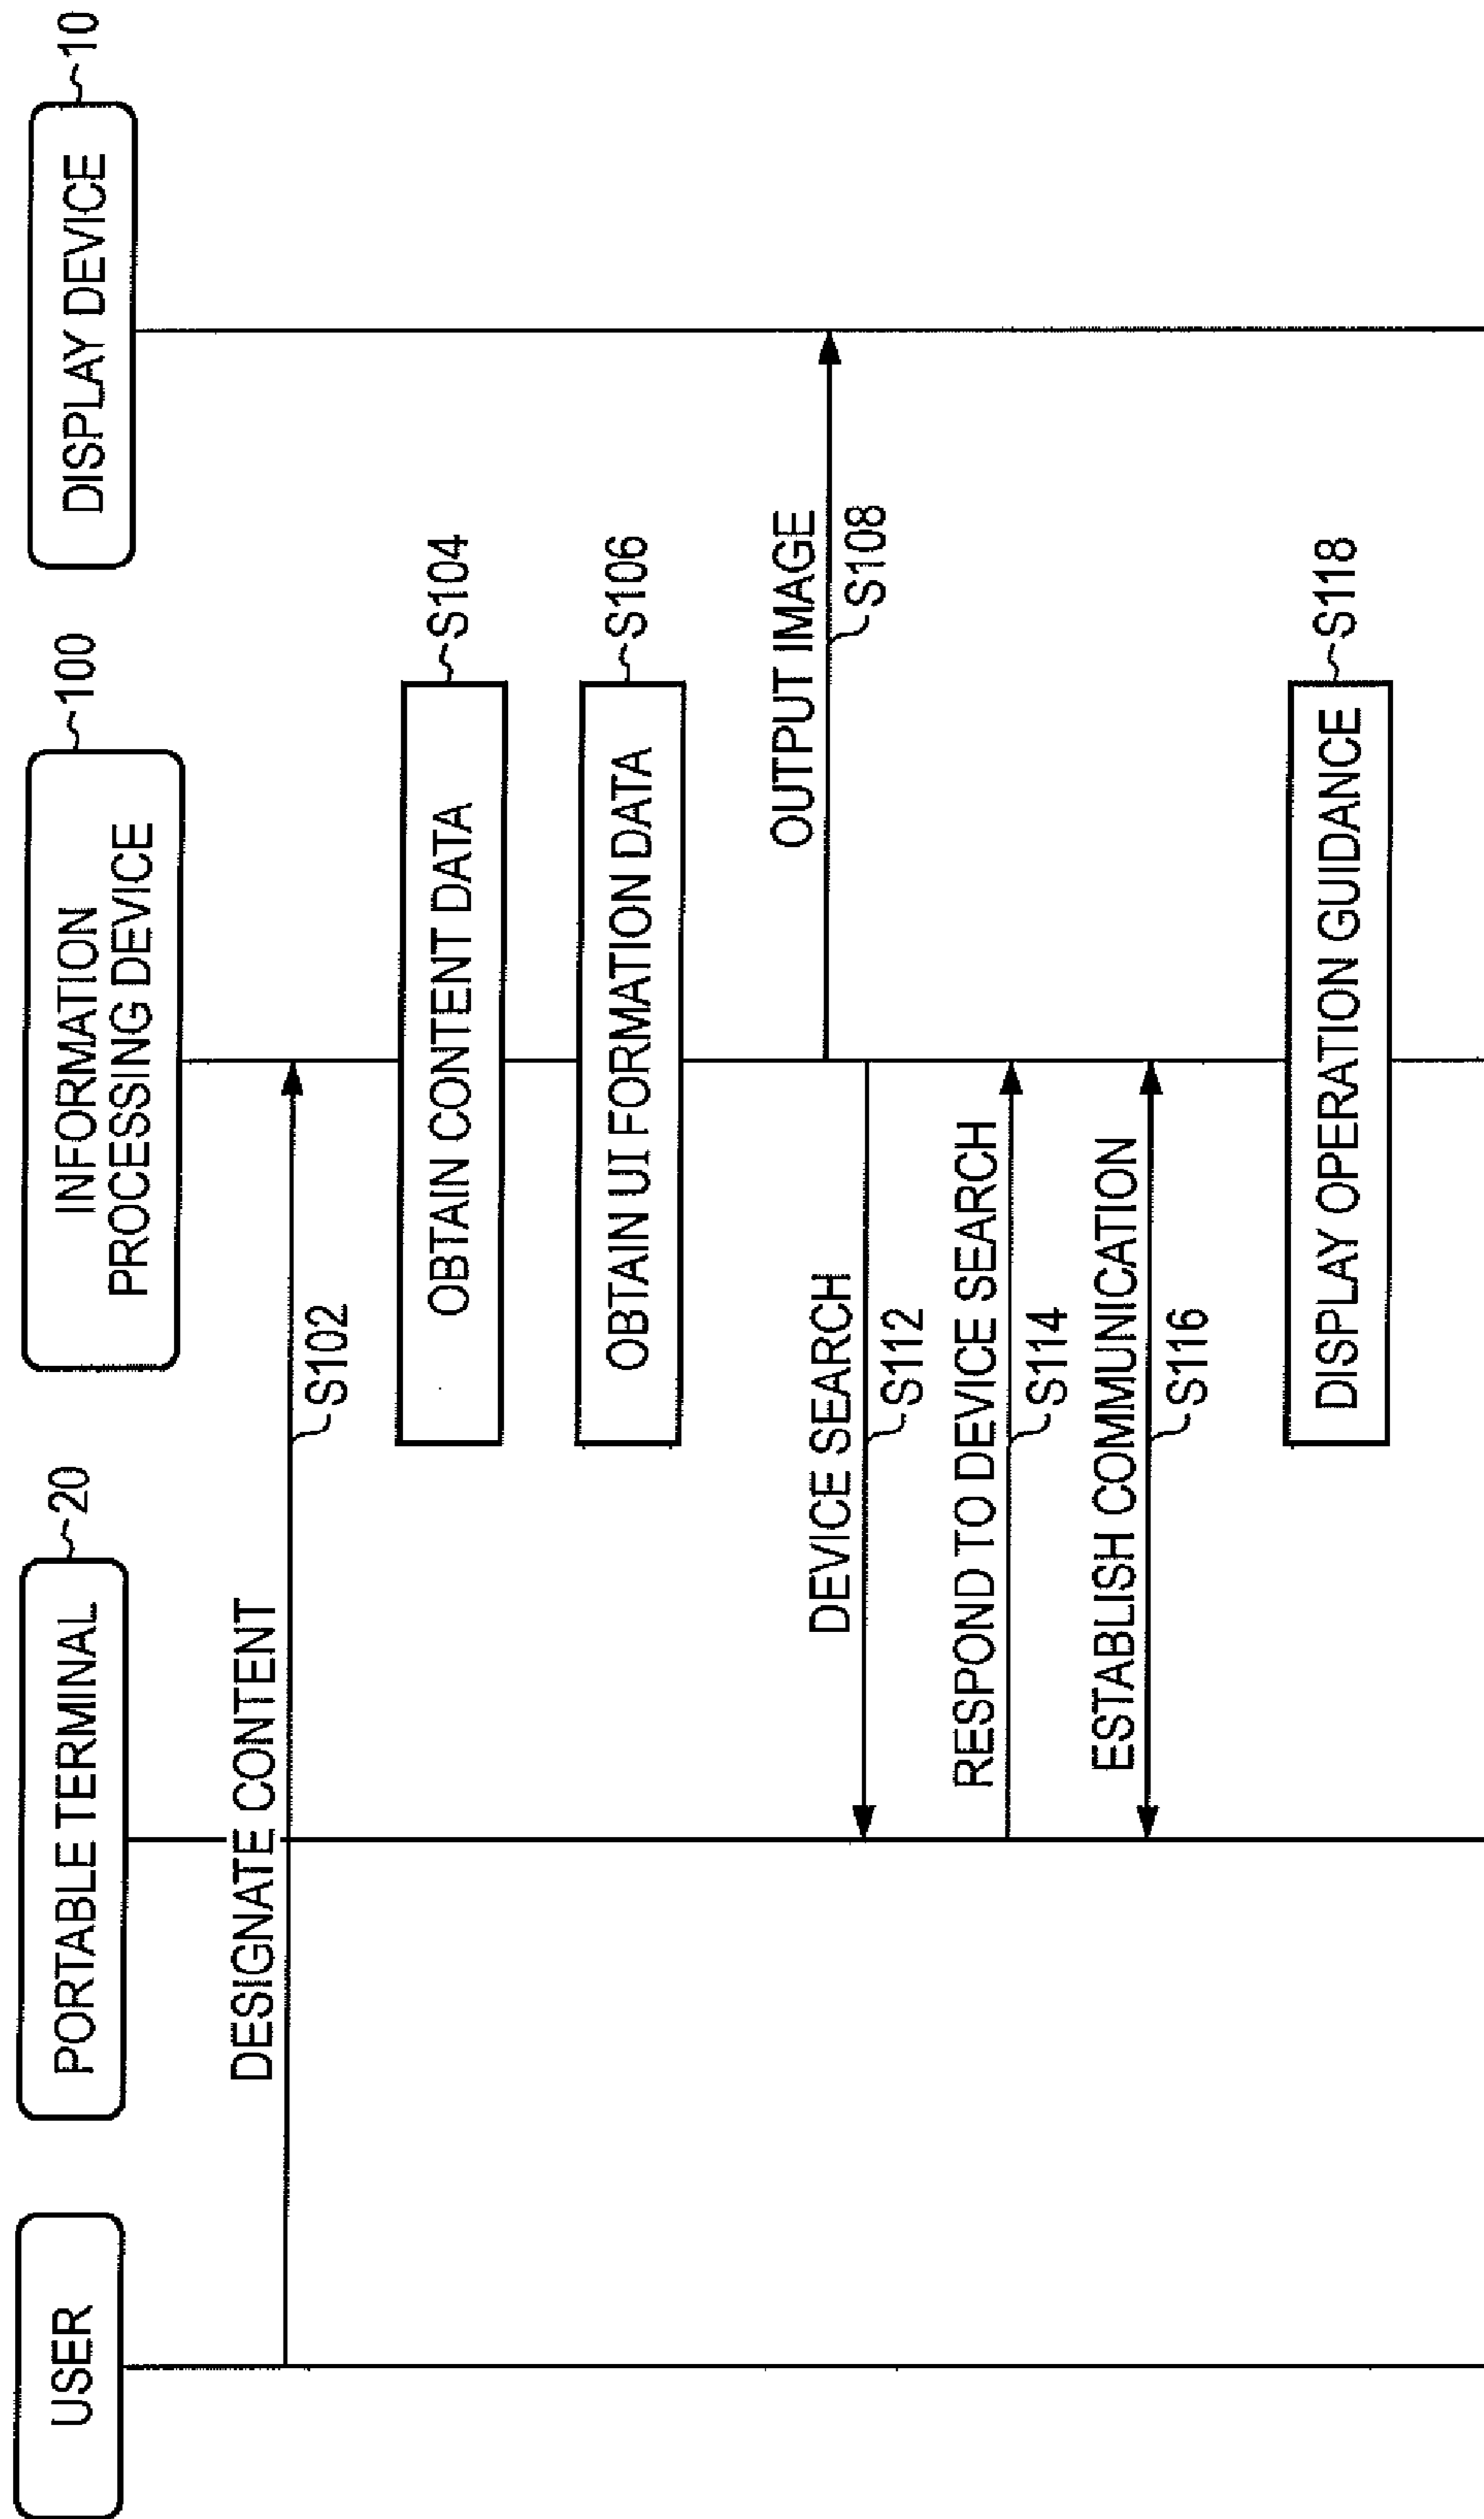 USER
PORTABLE TERMINAL
20
INFORMATION
PROCESSING DEVICE
100
DISPLAY DEVICE
10
DESIGNATE CONTENT
S102
OBTAIN CONTENT DATA
S104
OBTAIN UI FORMATION DATA
S106
OUTPUT IMAGE
S108
DEVICE SEARCH
S112
RESPOND TO DEVICE SEARCH
S114
ESTABLISH COMMUNICATION
S116
DISPLAY OPERATION GUIDANCE
S118